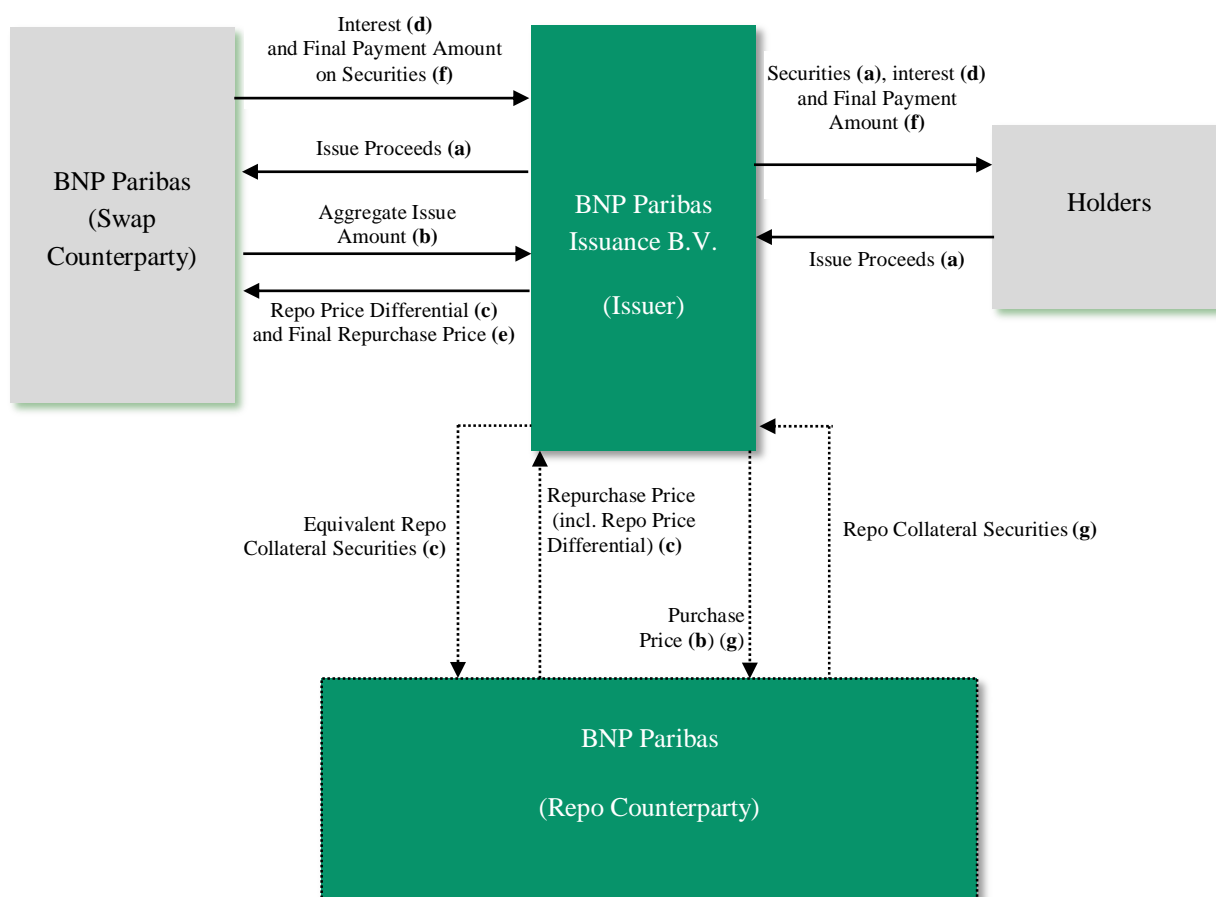 Interest (d)
and Final Payment Amount
on Securities (f)
Issue Proceeds (a)
Aggregate Issue
Amount (b)
Repo Price Differential (c)
and Final Repurchase Price (e)
BNP Paribas
(Swap
Counterparty)
BNP Paribas
Issuance B.V.
(Issuer)
Securities (a), interest (d)
and Final Payment
Amount (f)
Issue Proceeds (a)
Holders
Equivalent Repo
Collateral Securities (c)
Repurchase Price
(incl. Repo Price
Differential) (c)
Purchase
Price (b) (g)
Repo Collateral Securities (g)
BNP Paribas
(Repo Counterparty)